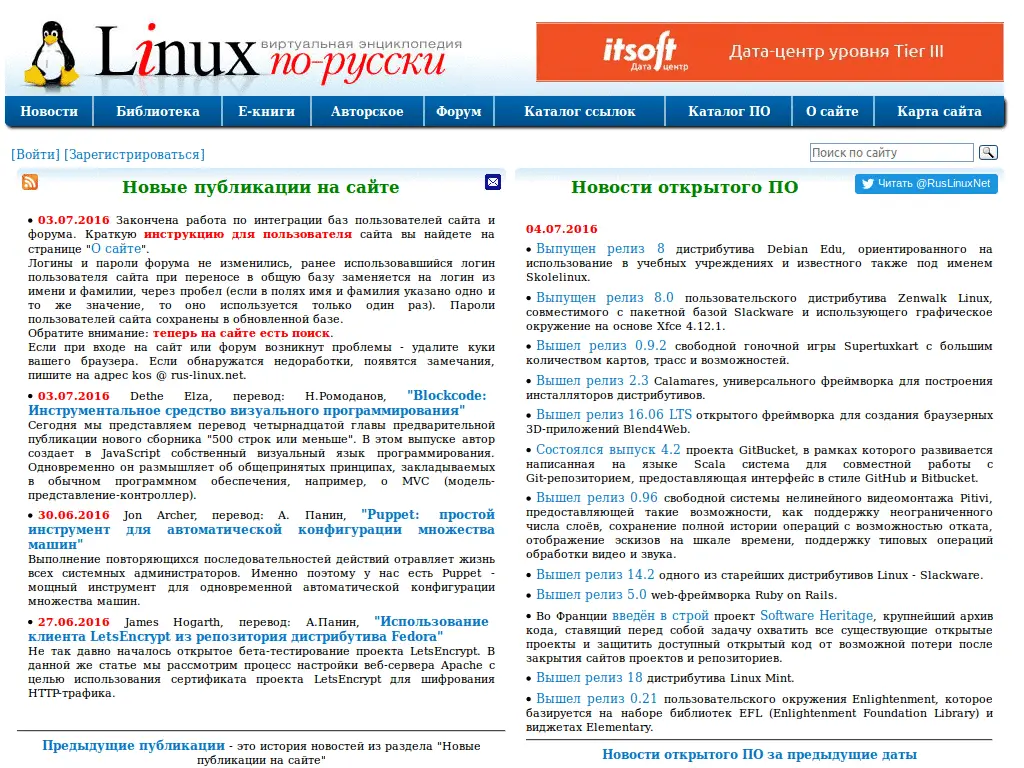 Linux
виртуальная энциклопедия
по-русски
itsoft
Дата центр
Дата-центр уровня Tier III
Новости Библиотека Е-книги Авторское Форум Каталог ссылок Каталог ПО О сайте Карта сайта
[Войти] [Зарегистрироваться]
Поиск по сайту
Новые публикации на сайте
• 03.07.2016 Закончена работа по интеграции баз пользователей сайта и
форума. Краткую инструкцию для пользователя сайта вы найдете на
странице "О сайте".
Логины и пароли форума не изменились, ранее использовавшийся логин
пользователя сайта при переносе в общую базу заменяется на логин из
имени и фамилии, через пробел (если в полях имя и фамилия указано одно и
то же значение, то оно используется только один раз). Пароли
пользователей сайта сохранены в обновленной базе.
Обратите внимание: теперь на сайте есть поиск.
Если при входе на сайт или форум возникнут проблемы - удалите куки
вашего браузера. Если обнаружатся недоработки, появятся замечания,
пишите на адрес kos @ rus-linux.net.
• 03.07.2016 Dethe Elza, перевод: Н.Ромоданов, "Blockcode:
Инструментальное средство визуального программирования"
Сегодня мы представляем перевод четырнадцатой главы предварительной
публикации нового сборника "500 строк или меньше". В этом выпуске автор
создает в JavaScript собственный визуальный язык программирования.
Одновременно он размышляет об общепринятых принципах, закладываемых
в обычном программном обеспечения, например, о MVC (модель-
представление-контроллер).
• 30.06.2016 Jon Archer, перевод: А. Панин, "Puppet: простой
инструмент для автоматической конфигурации множества
машин"
Выполнение повторяющихся последовательностей действий отравляет жизнь
всех системных администраторов. Именно поэтому у нас есть Puppet -
мощный инструмент для одновременной автоматической конфигурации
множества машин.
• 27.06.2016 James Hogarth, перевод: А.Панин, "Использование
клиента LetsEncrypt из репозитория дистрибутива Fedora"
Не так давно началось открытое бета-тестирование проекта LetsEncrypt. В
данной же статье мы рассмотрим процесс настройки веб-сервера Apache с
целью использования сертификата проекта LetsEncrypt для шифрования
HTTP-трафика.
Предыдущие публикации - это история новостей из раздела "Новые
публикации на сайте"
Новости открытого ПО
Читать @RusLinuxNet
04.07.2016
• Выпущен релиз 8 дистрибутива Debian Edu, ориентированного на
использование в учебных учреждениях и известного также под именем
Skolelinux.
• Выпущен релиз 8.0 пользовательского дистрибутива Zenwalk Linux,
совместимого с пакетной базой Slackware и использующего графическое
окружение на основе Xfce 4.12.1.
• Вышел релиз 0.9.2 свободной гоночной игры Supertuxkart с большим
количеством картов, трасс и возможностей.
• Вышел релиз 2.3 Calamares, универсального фреймворка для построения
инсталляторов дистрибутивов.
• Вышел релиз 16.06 LTS открытого фреймворка для создания браузерных
3D-приложений Blend4Web.
• Состоялся выпуск 4.2 проекта GitBucket, в рамках которого развивается
написанная на языке Scala система для совместной работы с
Git-репозиторием, предоставляющая интерфейс в стиле GitHub и Bitbucket.
• Вышел релиз 0.96 свободной системы нелинейного видеомонтажа Pitivi,
предоставляющей такие возможности, как поддержку неограниченного
числа слоёв, сохранение полной истории операций с возможностью отката,
отображение эскизов на шкале времени, поддержку типовых операций
обработки видео и звука.
• Вышел релиз 14.2 одного из старейших дистрибутивов Linux - Slackware.
• Вышел релиз 5.0 web-фреймворка Ruby on Rails.
• Во Франции введён в строй проект Software Heritage, крупнейший архив
кода, ставящий перед собой задачу охватить все существующие открытые
проекты и защитить доступный открытый код от возможной потери после
закрытия сайтов проектов и репозиториев.
• Вышел релиз 18 дистрибутива Linux Mint.
• Вышел релиз 0.21 пользовательского окружения Enlightenment, которое
базируется на наборе библиотек EFL (Enlightenment Foundation Library) и
виджетах Elementary.
Новости открытого ПО за предыдущие даты